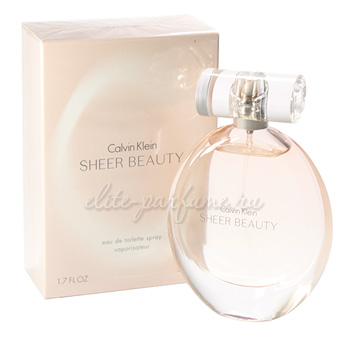 Calvin Klein
SHEER BEAUTY
eau de toilette spray
vaporisateur
1.7 FL OZ
Calvin Klein
SHEER BEAUTY
elite-parfume.ru